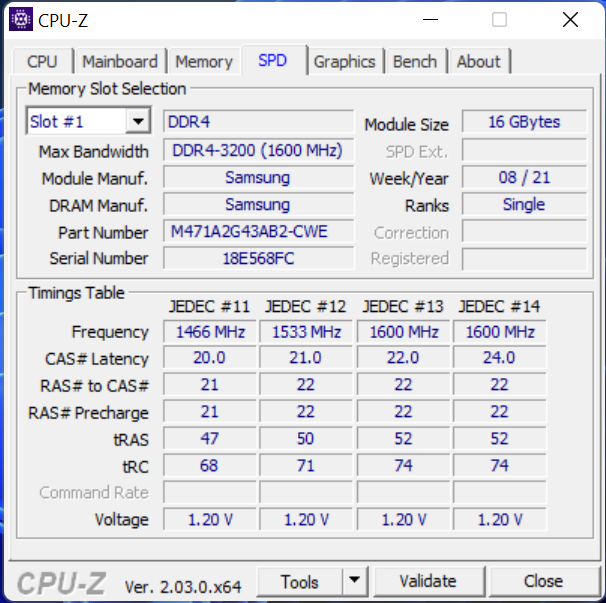 CPU-Z
CPU Mainboard Memory SPD Graphics Bench About
Memory Slot Selection
Slot #1 DDR4 Module Size 16 GBytes
Max Bandwidth DDR4-3200 (1600 MHz) SPD Ext.
Module Manuf. Samsung Week/Year 08 / 21
DRAM Manuf. Samsung Ranks Single
Part Number M471A2G43AB2-CWE Correction
Serial Number 18E568FC Registered
Timings Table
JEDEC #11 JEDEC #12 JEDEC #13 JEDEC #14
Frequency 1466 MHz 1533 MHz 1600 MHz 1600 MHz
CAS# Latency 20.0 21.0 22.0 24.0
RAS# to CAS# 21 22 22 22
RAS# Precharge 21 22 22 22
tRAS 47 50 52 52
tRC 68 71 74 74
Command Rate
Voltage 1.20 V 1.20 V 1.20 V 1.20 V
CPU-Z Ver. 2.03.0.x64 Tools Validate Close